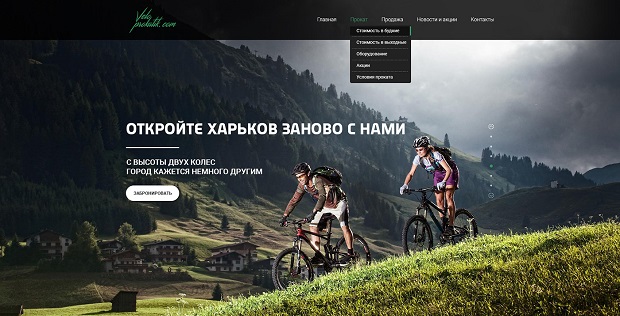 Velo
prokatik.com
Главная
Прокат
Продажа
Новости и акции
Контакты
Стоимость в будние
Стоимость в выходные
Оборудование
Акции
Условия проката
ОТКРОЙТЕ ХАРЬКОВ ЗАНОВО С НАМИ
С ВЫСОТЫ ДВУХ КОЛЕС
ГОРОД КАЖЕТСЯ НЕМНОГО ДРУГИМ
ЗАБРОНИРОВАТЬ